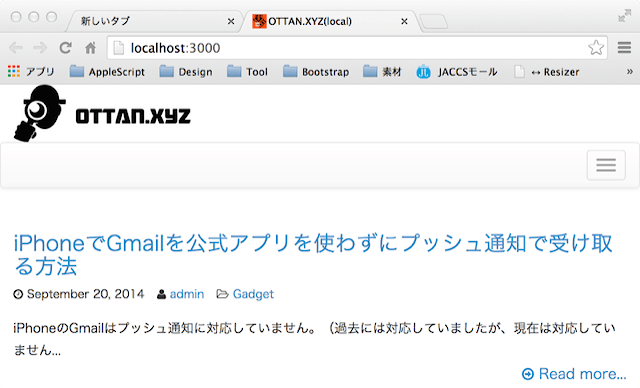 新しいタブ
OTTAN.XYZ(local)
localhost:3000
アプリ AppleScript Design Tool Bootstrap 素材 JACCSモール ↔ Resizer »
OTTAN.XYZ
iPhoneでGmailを公式アプリを使わずにプッシュ通知で受け取
る方法
September 20, 2014 admin Gadget
iPhoneのGmailはプッシュ通知に対応していません。（過去には対応していましたが、現在は対応してい
ません...
Read more...